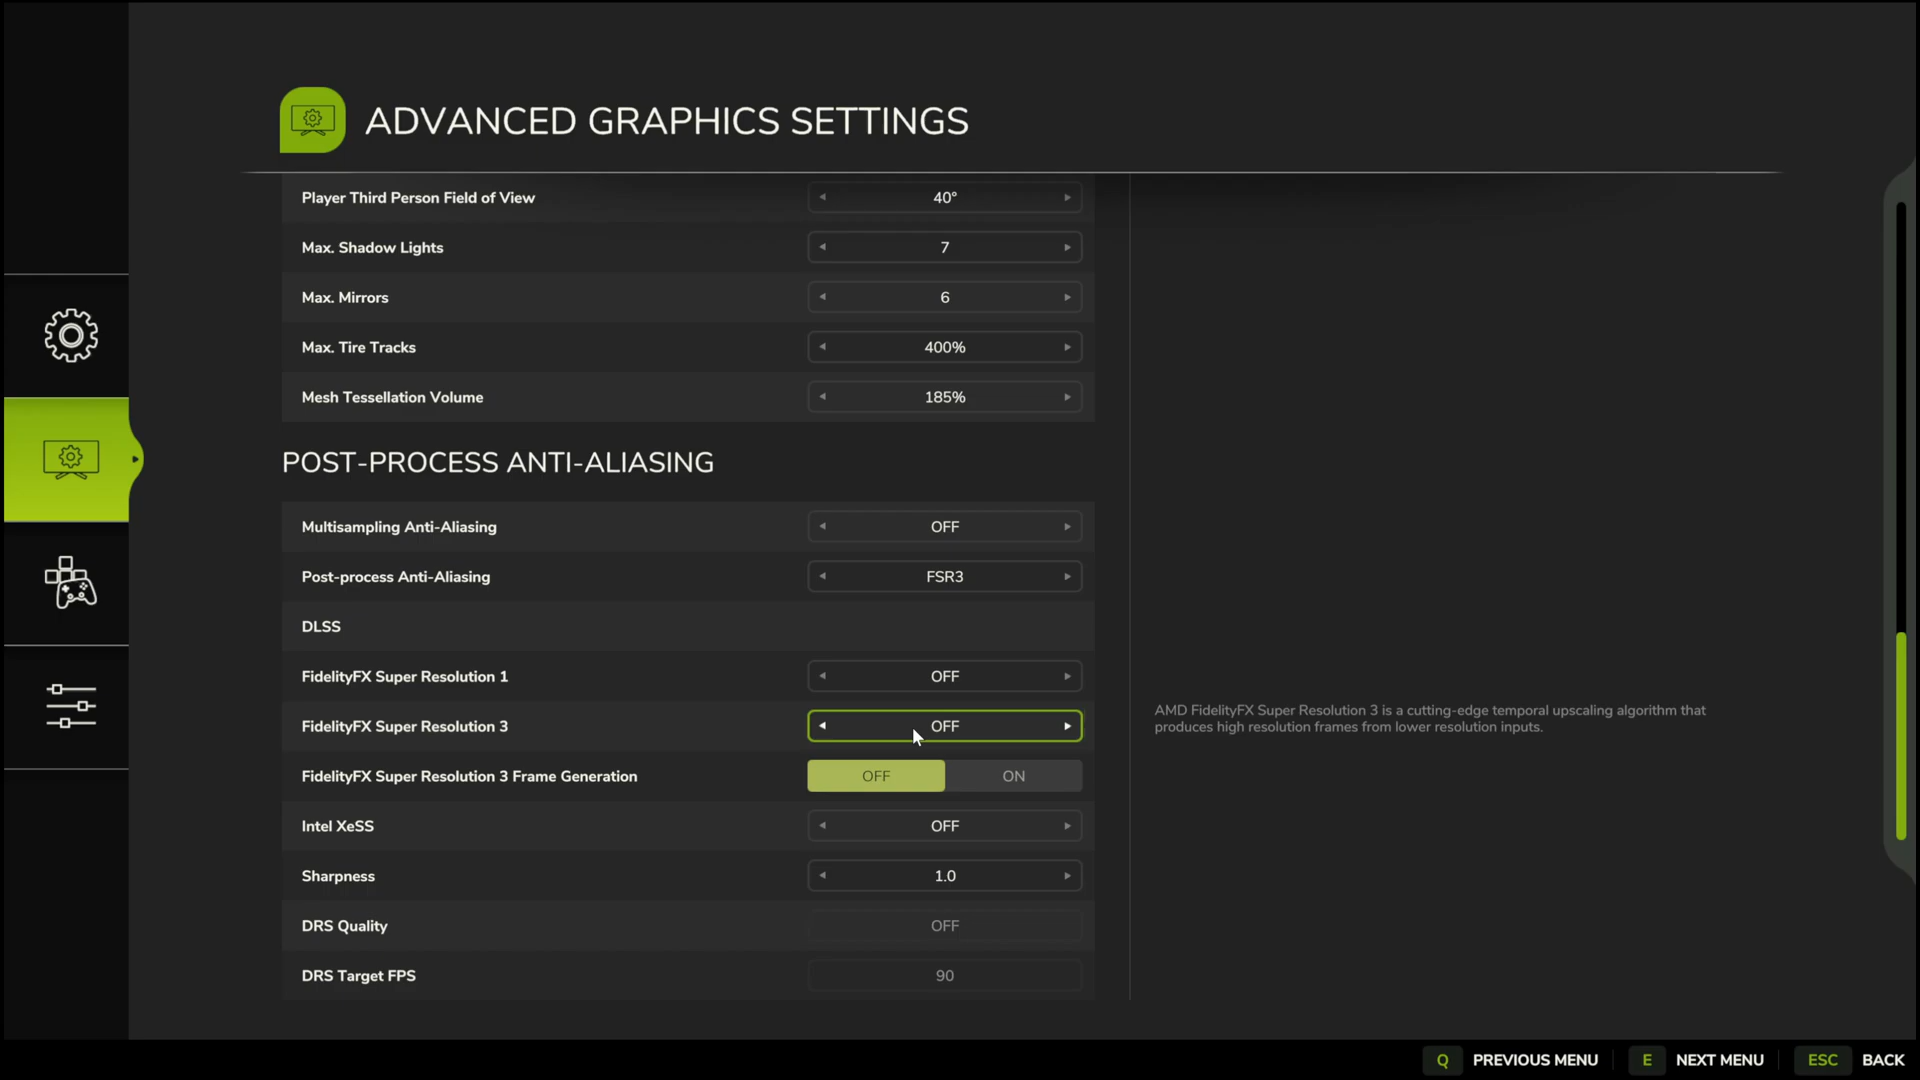 ADVANCED GRAPHICS SETTINGS
Player Third Person Field of View 40°
Max. Shadow Lights 7
Max. Mirrors 6
Max. Tire Tracks 400%
Mesh Tessellation Volume 185%
POST-PROCESS ANTI-ALIASING
Multisampling Anti-Aliasing OFF
Post-process Anti-Aliasing FSR3
DLSS
FidelityFX Super Resolution 1 OFF
FidelityFX Super Resolution 3 OFF
AMD FidelityFX Super Resolution 3 is a cutting-edge temporal upscaling algorithm that
produces high resolution frames from lower resolution inputs.
FidelityFX Super Resolution 3 Frame Generation OFF ON
Intel XeSS OFF
Sharpness 1.0
DRS Quality OFF
DRS Target FPS 90
Q PREVIOUS MENU E NEXT MENU ESC BACK